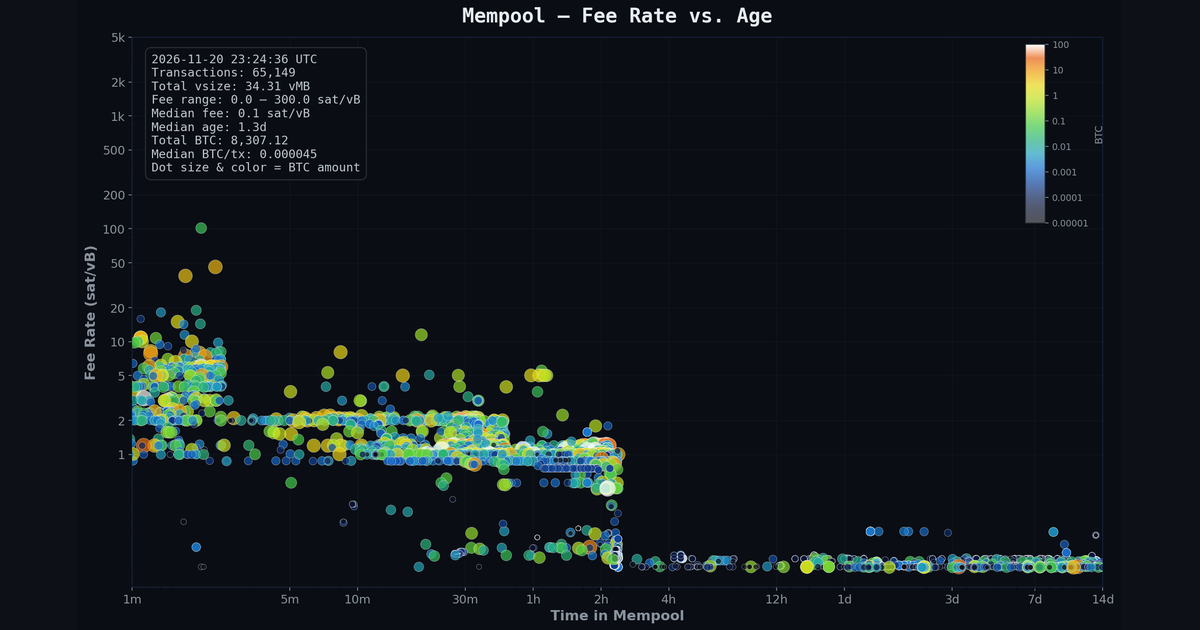 Mempool — Fee Rate vs. Age
5k
2k
1k
500
200
100
50
20
10
5
2
1
Fee Rate (sat/vB)
2026-11-20 23:24:36 UTC
Transactions: 65,149
Total vsize: 34.31 vMB
Fee range: 0.0 — 300.0 sat/vB
Median fee: 0.1 sat/vB
Median age: 1.3d
Total BTC: 8,307.12
Median BTC/tx: 0.000045
Dot size & color = BTC amount
100
10
1
0.1
0.01
0.001
0.0001
0.00001
BTC
1m 5m 10m 30m 1h 2h 4h 12h 1d 3d 7d 14d
Time in Mempool